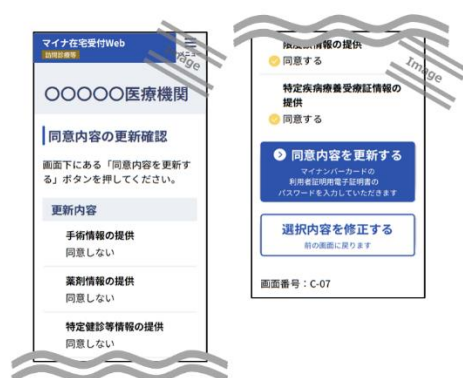 マイナ在宅受付Web
訪問診療等
メニュー
Image
○○○○○医療機関
同意内容の更新確認
画面下にある「同意内容を更新す
る」ボタンを押してください。
更新内容
手術情報の提供
同意しない
薬剤情報の提供
同意しない
特定健診等情報の提供
同意しない
限度額情報の提供
同意する
Image
特定疾病療養受療証情報の
提供
同意する
同意内容を更新する
マイナンバーカードの
利用者証明用電子証明書の
パスワードを入力していただきます
選択内容を修正する
前の画面に戻ります
画面番号：C-07